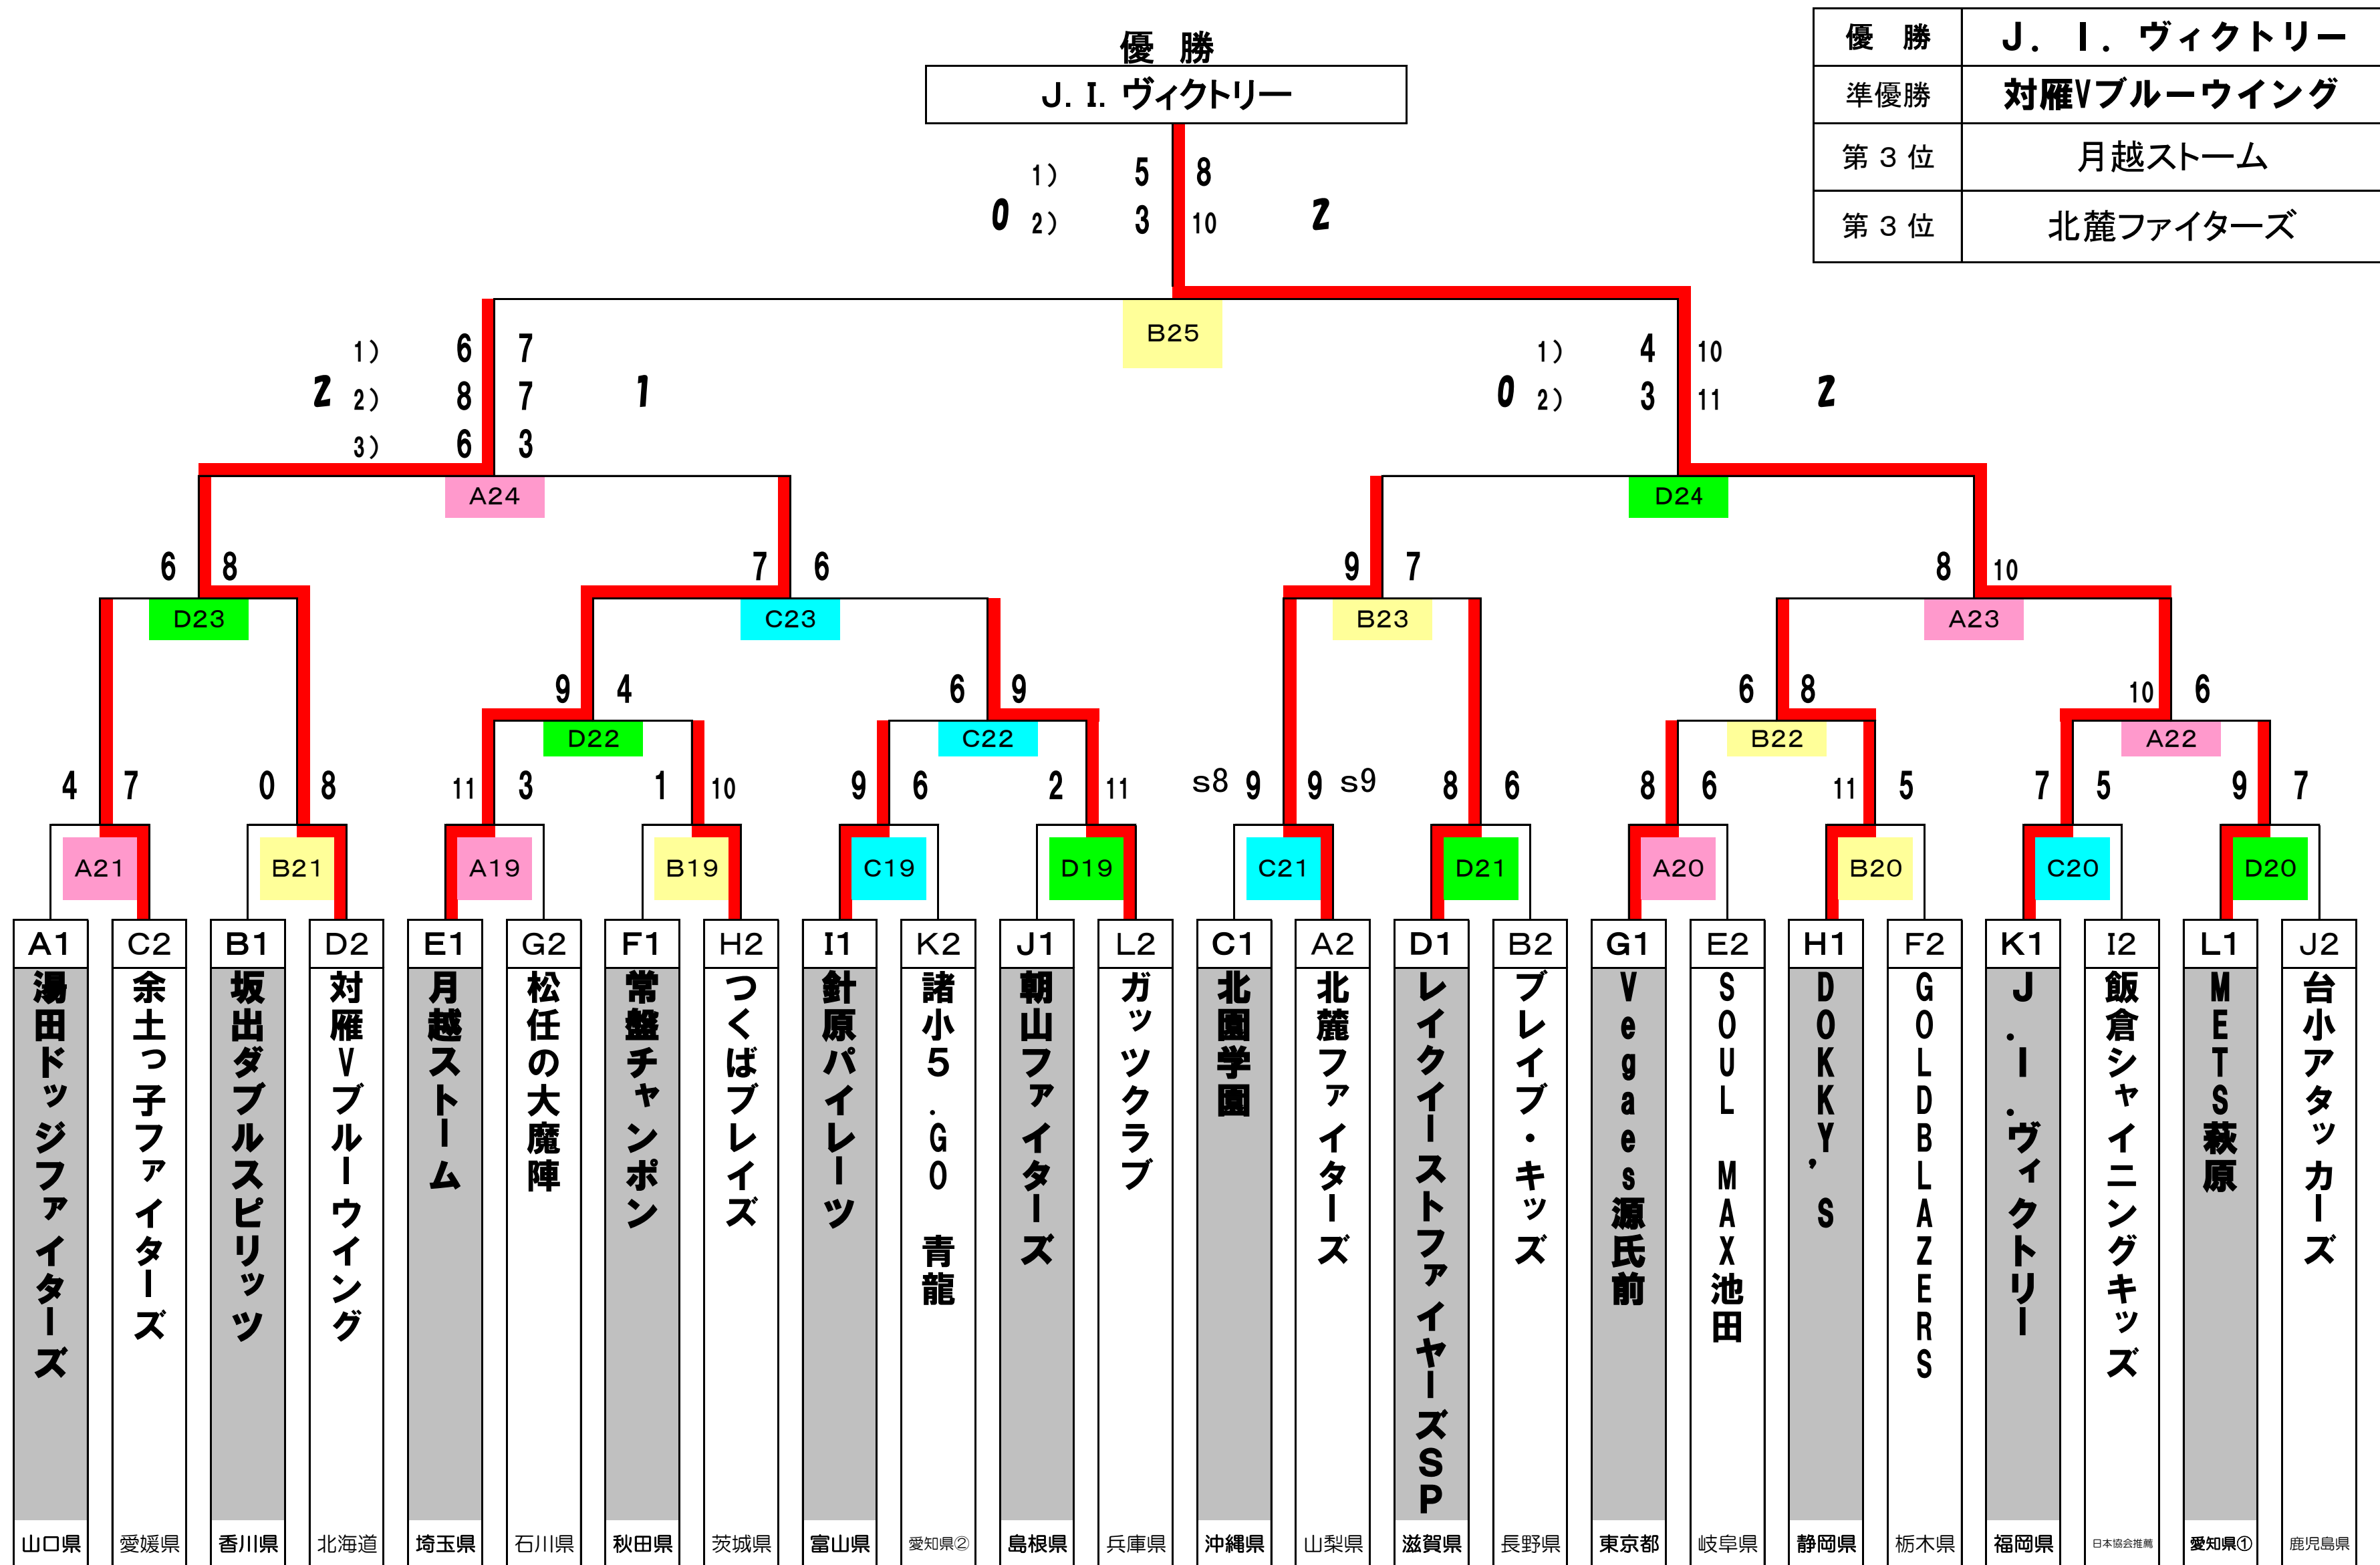 優　勝
J. I. ヴィクトリー
優　勝　J．I．ヴィクトリー
準優勝　対雁Vブルーウイング
第３位　月越ストーム
第３位　北麓ファイターズ
1)　5　8
0　2)　3　10　2
B25
1)　6　7
2　2)　8　7　1
3)　6　3
1)　4　10
0　2)　3　11　2
A24　D24
6　8　7　6　9　7　8　10
D23　C23　B23　A23
9　4　6　9　6　8　10　6
D22　C22　B22　A22
4　7　0　8　11　3　1　10　9　6　2　11　s8　9　9　s9　8　6　8　6　11　5　7　5　9　7
A21　B21　A19　B19　C19　D19　C21　D21　A20　B20　C20　D20
A1　C2　B1　D2　E1　G2　F1　H2　I1　K2　J1　L2　C1　A2　D1　B2　G1　E2　H1　F2　K1　I2　L1　J2
湯田ドッジファイターズ
余土っ子ファイターズ
坂出ダブルスピリッツ
対雁Vブルーウイング
月越ストーム
松任の大魔陣
常盤チャンポン
つくばブレイズ
針原パイレーツ
諸小５.GO　青龍
朝山ファイターズ
ガッツクラブ
北園学園
北麓ファイターズ
レイクイーストファイヤーズSP
ブレイブ・キッズ
Vegaes源氏前
SOUL　MAX池田
DOKKY'S
GOLDBLAZERS
J.I.ヴィクトリー
飯倉シャイニングキッズ
METS萩原
台小アタッカーズ
山口県　愛媛県　香川県　北海道　埼玉県　石川県　秋田県　茨城県　富山県　愛知県②　島根県　兵庫県　沖縄県　山梨県　滋賀県　長野県　東京都　岐阜県　静岡県　栃木県　福岡県　日本協会推薦　愛知県①　鹿児島県